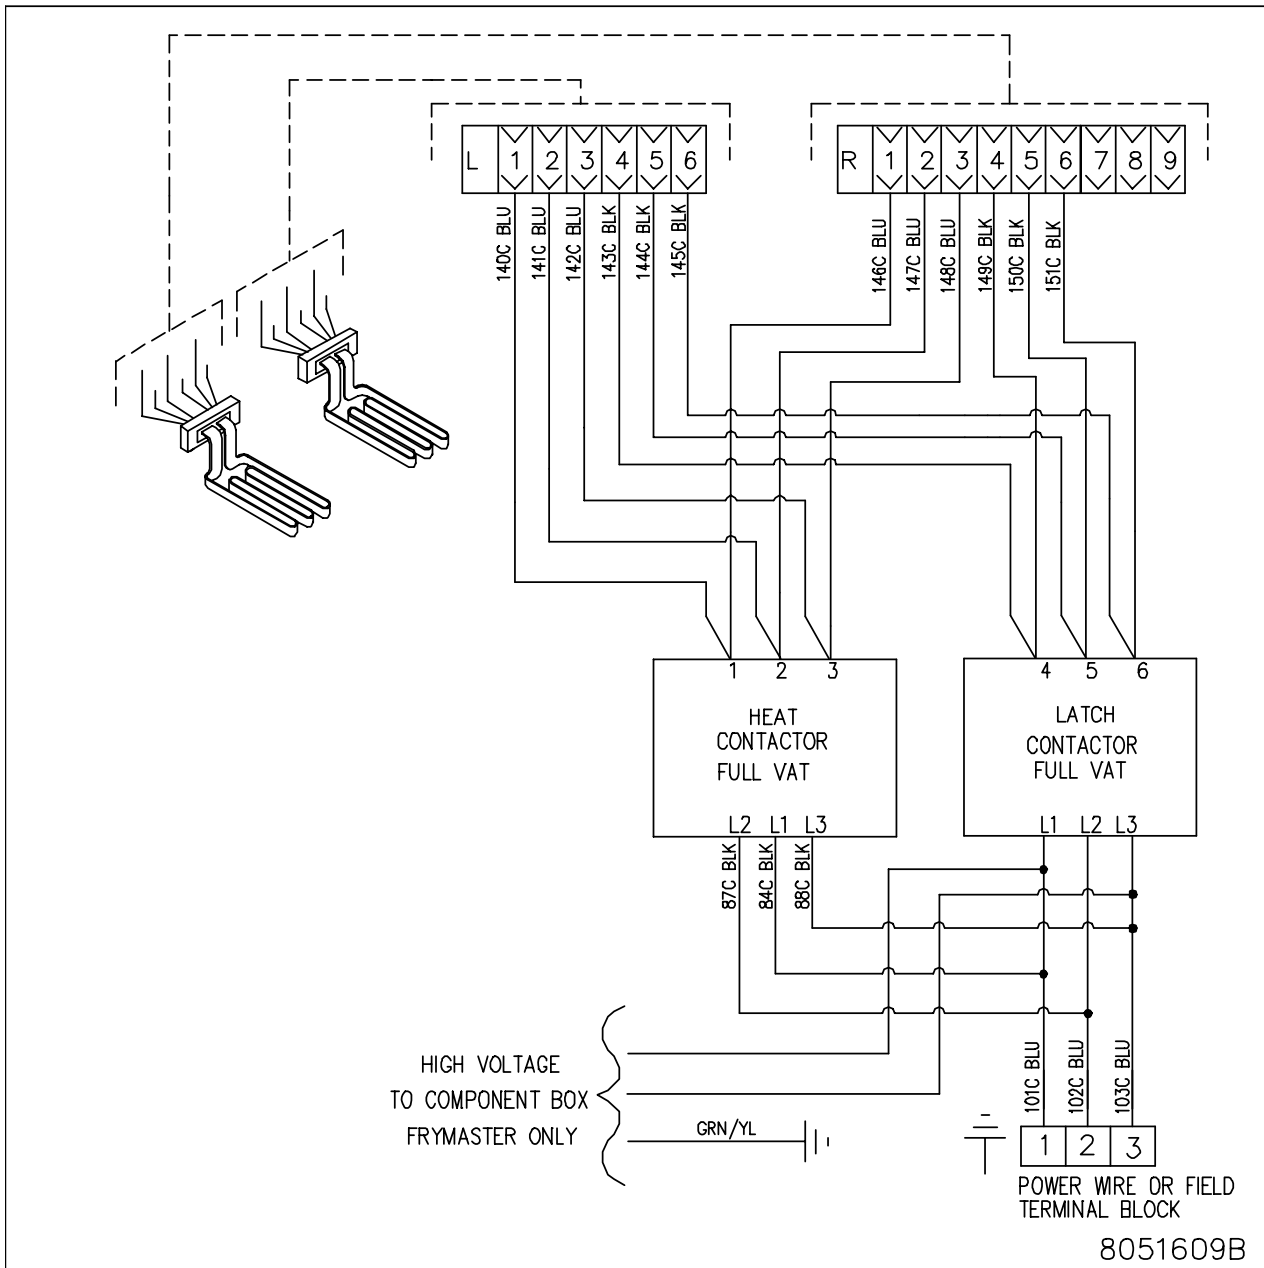 L 1 2 3 4 5 6
R 1 2 3 4 5 6 7 8 9
140C BLU
141C BLU
142C BLU
143C BLK
144C BLK
145C BLK
146C BLU
147C BLU
148C BLU
149C BLK
150C BLK
151C BLK
1 2 3
HEAT
CONTACTOR
FULL VAT
L2 L1 L3
4 5 6
LATCH
CONTACTOR
FULL VAT
L1 L2 L3
87C BLK
84C BLK
88C BLK
HIGH VOLTAGE
TO COMPONENT BOX
FRYMASTER ONLY
GRN/YL
101C BLU
102C BLU
103C BLU
1 2 3
POWER WIRE OR FIELD
TERMINAL BLOCK
8051609B